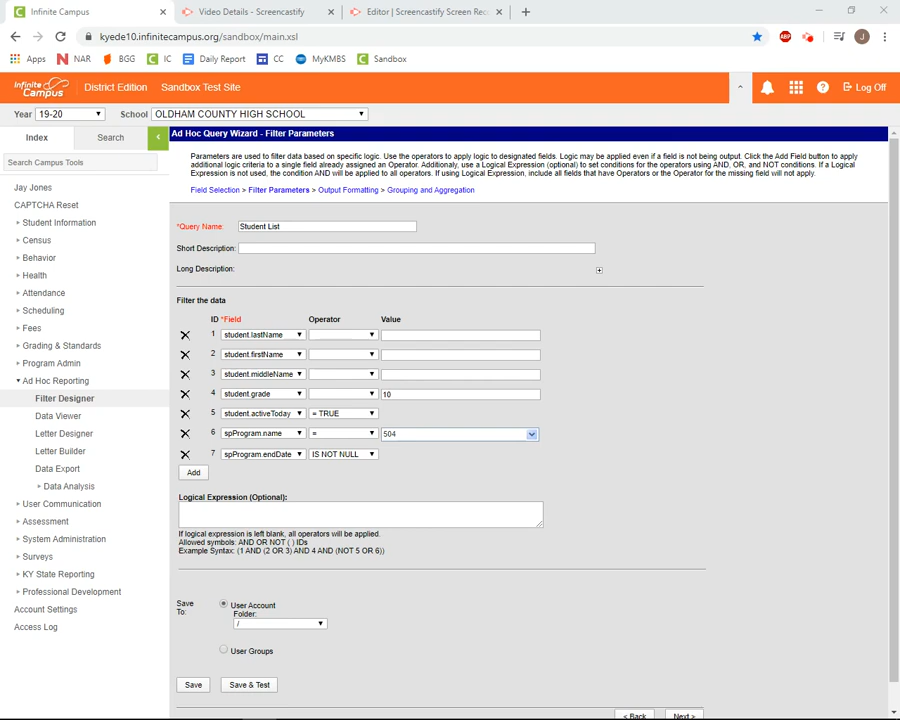 Infinite Campus
Video Details - Screencastify
Editor | Screencastify Screen Rec
kyede10.infinitecampus.org/sandbox/main.xsl
ABP
J
Apps
NAR
BGG
IC
Daily Report
CC
MyKMBS
Sandbox
Infinite Campus
District Edition
Sandbox Test Site
Log Off
Year 19-20 School OLDHAM COUNTY HIGH SCHOOL
Index
Search
Ad Hoc Query Wizard - Filter Parameters
Search Campus Tools
Parameters are used to filter data based on specific logic. Use the operators to apply logic to designated fields. Logic may be applied even if a field is not being output. Click the Add Field button to apply
additional logic criteria to a single field already assigned an Operator. Additionaly, use a Logical Expression (optional) to set conditions for the operators using AND, OR, and NOT conditions. If a Logical
Expression is not used, the condition AND will be applied to all operators. If using Logical Expression, include all fields that have Operators or the Operator for the missing field will not apply.
Field Selection > Filter Parameters > Output Formatting > Grouping and Aggregation
Jay Jones
CAPTCHA Reset
Student Information
Census
Behavior
Health
Attendance
Scheduling
Fees
Grading & Standards
Program Admin
Ad Hoc Reporting
Filter Designer
Data Viewer
Letter Designer
Letter Builder
Data Export
Data Analysis
User Communication
Assessment
System Administration
Surveys
KY State Reporting
Professional Development
Account Settings
Access Log
*Query Name: Student List
Short Description:
Long Description:
Filter the data
ID *Field Operator Value
1 student.lastName
2 student.firstName
3 student.middleName
4 student.grade 10
5 student.activeToday = TRUE
6 spProgram.name = 504
7 spProgram.endDate IS NOT NULL
Add
Logical Expression (Optional):
If logical expression is left blank, all operators will be applied.
Allowed symbols: AND OR NOT ( ) IDs
Example Syntax: (1 AND (2 OR 3) AND 4 AND (NOT 5 OR 6))
Save To:
User Account
Folder:
/
User Groups
Save
Save & Test
< Back
Next >